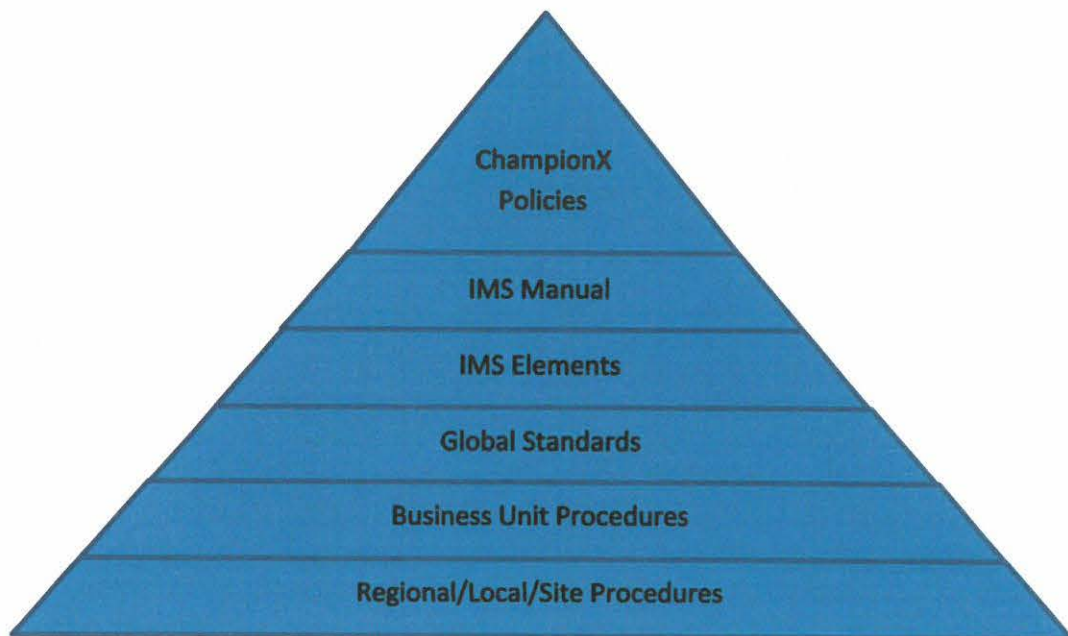 ChampionX
Policies
IMS Manual
IMS Elements
Global Standards
Business Unit Procedures
Regional/Local/Site Procedures